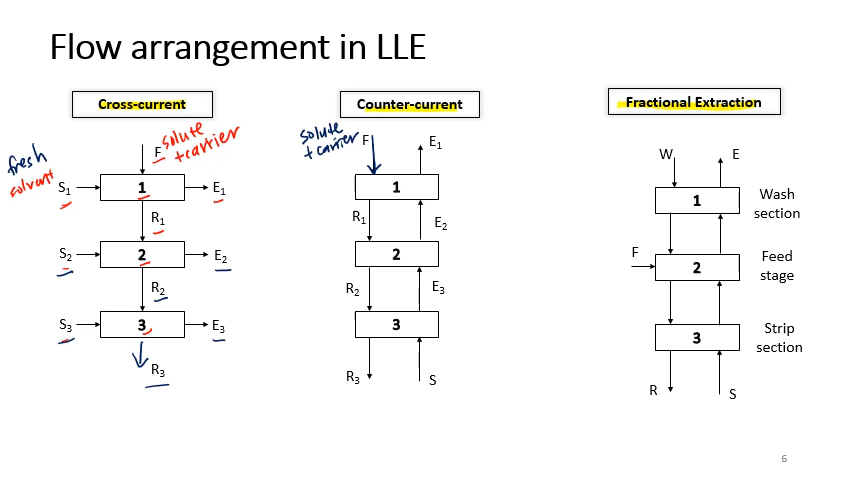 Flow arrangement in LLE
Cross-current
fresh
solvent
F
solute
+carrier
S1
1
E1
R1
S2
2
E2
R2
S3
3
E3
R3
Counter-current
solute
+carrier
F
E1
1
R1
E2
2
R2
E3
3
R3
S
Fractional Extraction
W
E
1
Wash
section
F
2
Feed
stage
3
Strip
section
R
S
6